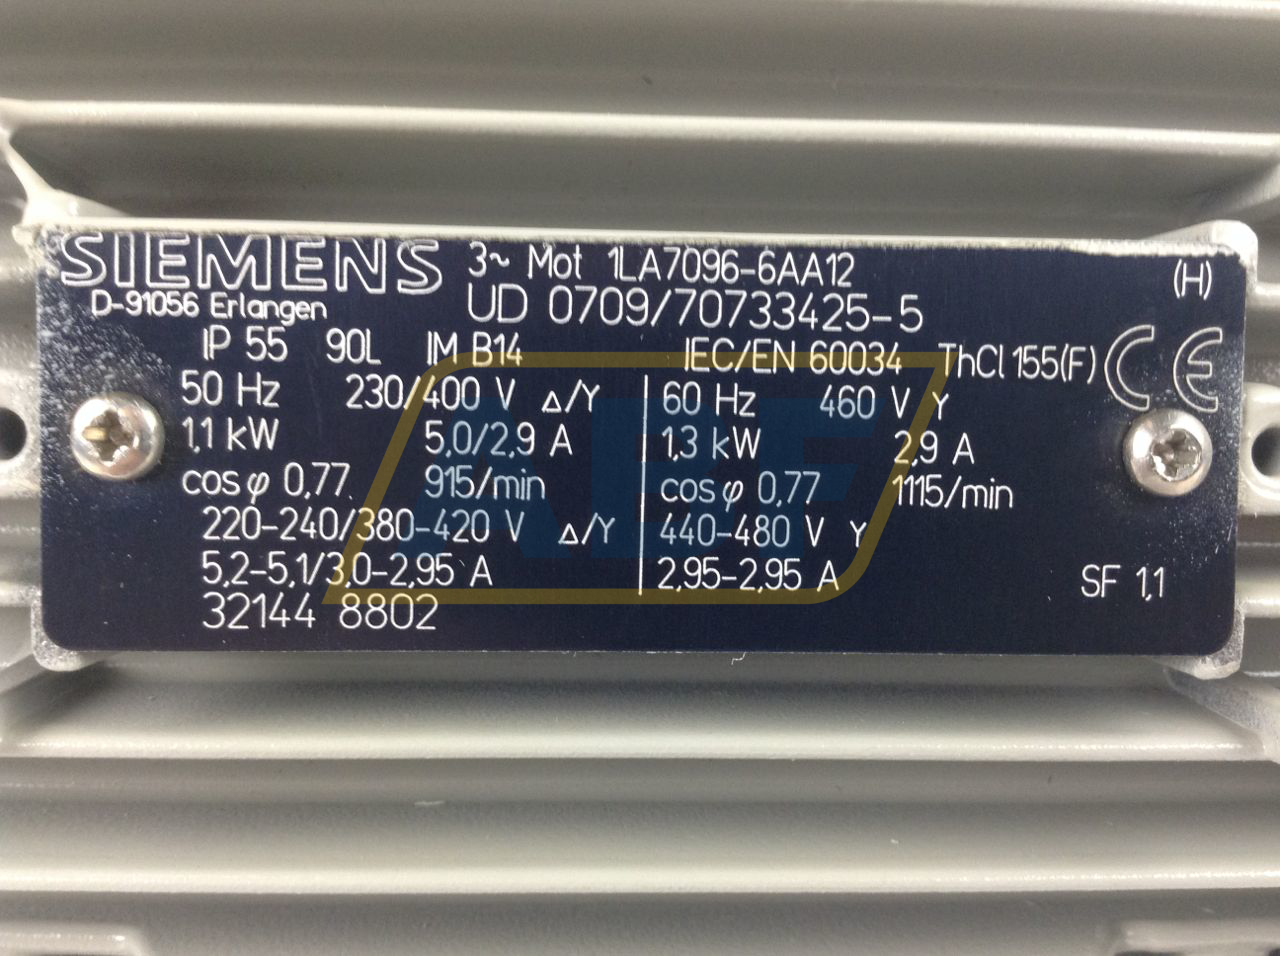 SIEMENS 3~ Mot 1LA7096-6AA12 (H)
D-91056 Erlangen UD 0709/70733425-5
IP 55 90L IM B14 IEC/EN 60034 ThCl 155(F) CE
50 Hz 230/400 V Δ/Y 60 Hz 460 V Y
1,1 kW 5,0/2,9 A 1,3 kW 2,9 A
cos φ 0,77 915/min cos φ 0,77 1115/min
220-240/380-420 V Δ/Y 440-480 V Y
5,2-5,1/3,0-2,95 A 2,95-2,95 A SF 1,1
32144 8802
ABF